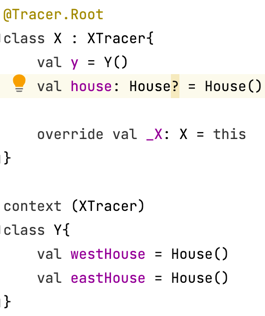 @Tracer.Root
class X : XTracer{
val y = Y()
val house: House? = House()
override val _X: X = this
}
context (XTracer)
class Y{
val westHouse = House()
val eastHouse = House()
}